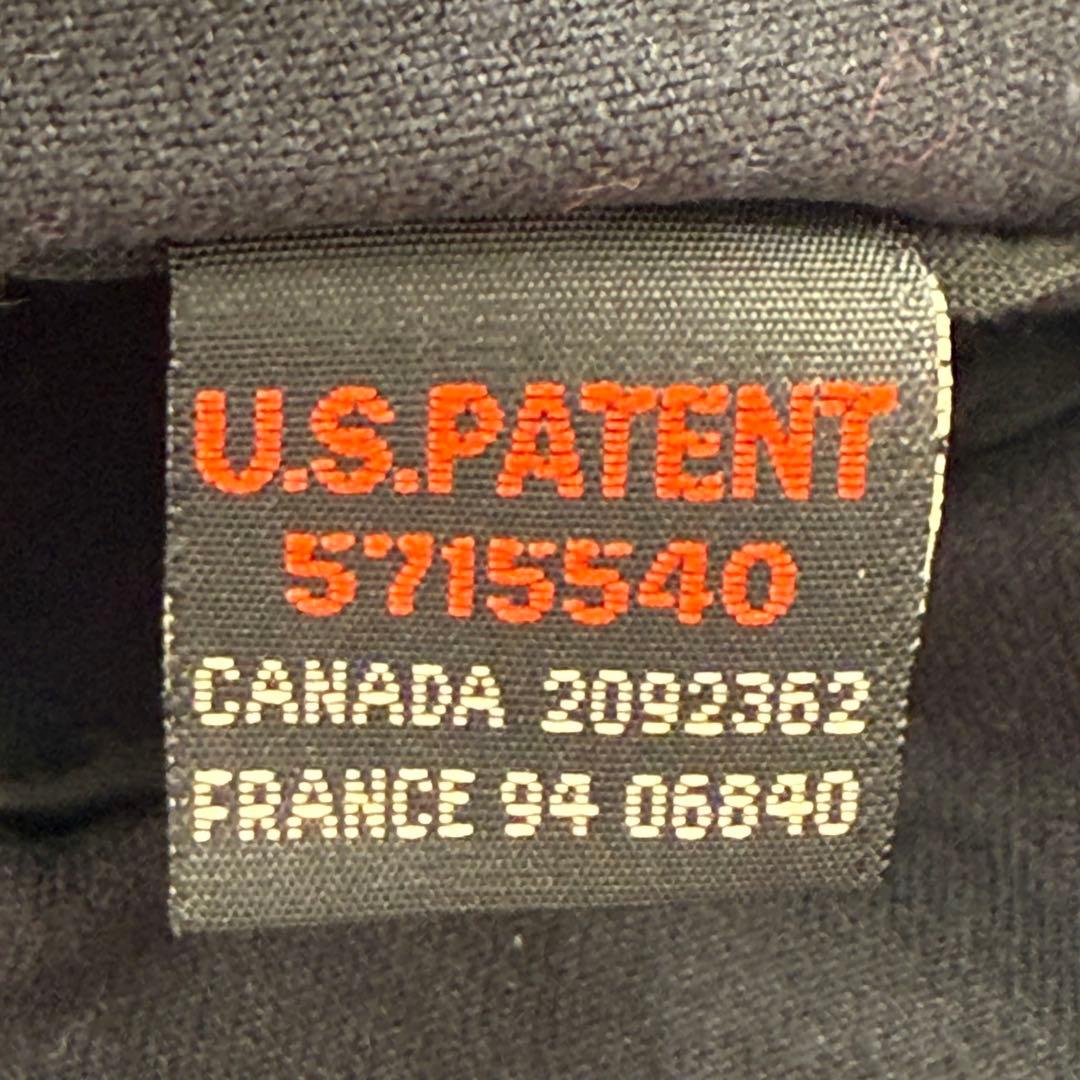 U.S.PATENT
5715540
CANADA 2092362
FRANCE 94 06840